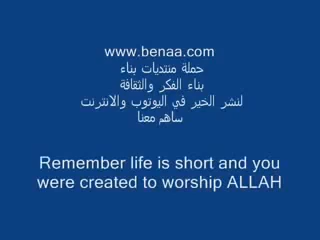 www.benaa.com
حملة منتديات بناء
بناء الفكر والثقافة
لنشر الخير في اليوتوب والانترنت
ساهم معنا
Remember life is short and you
were created to worship ALLAH